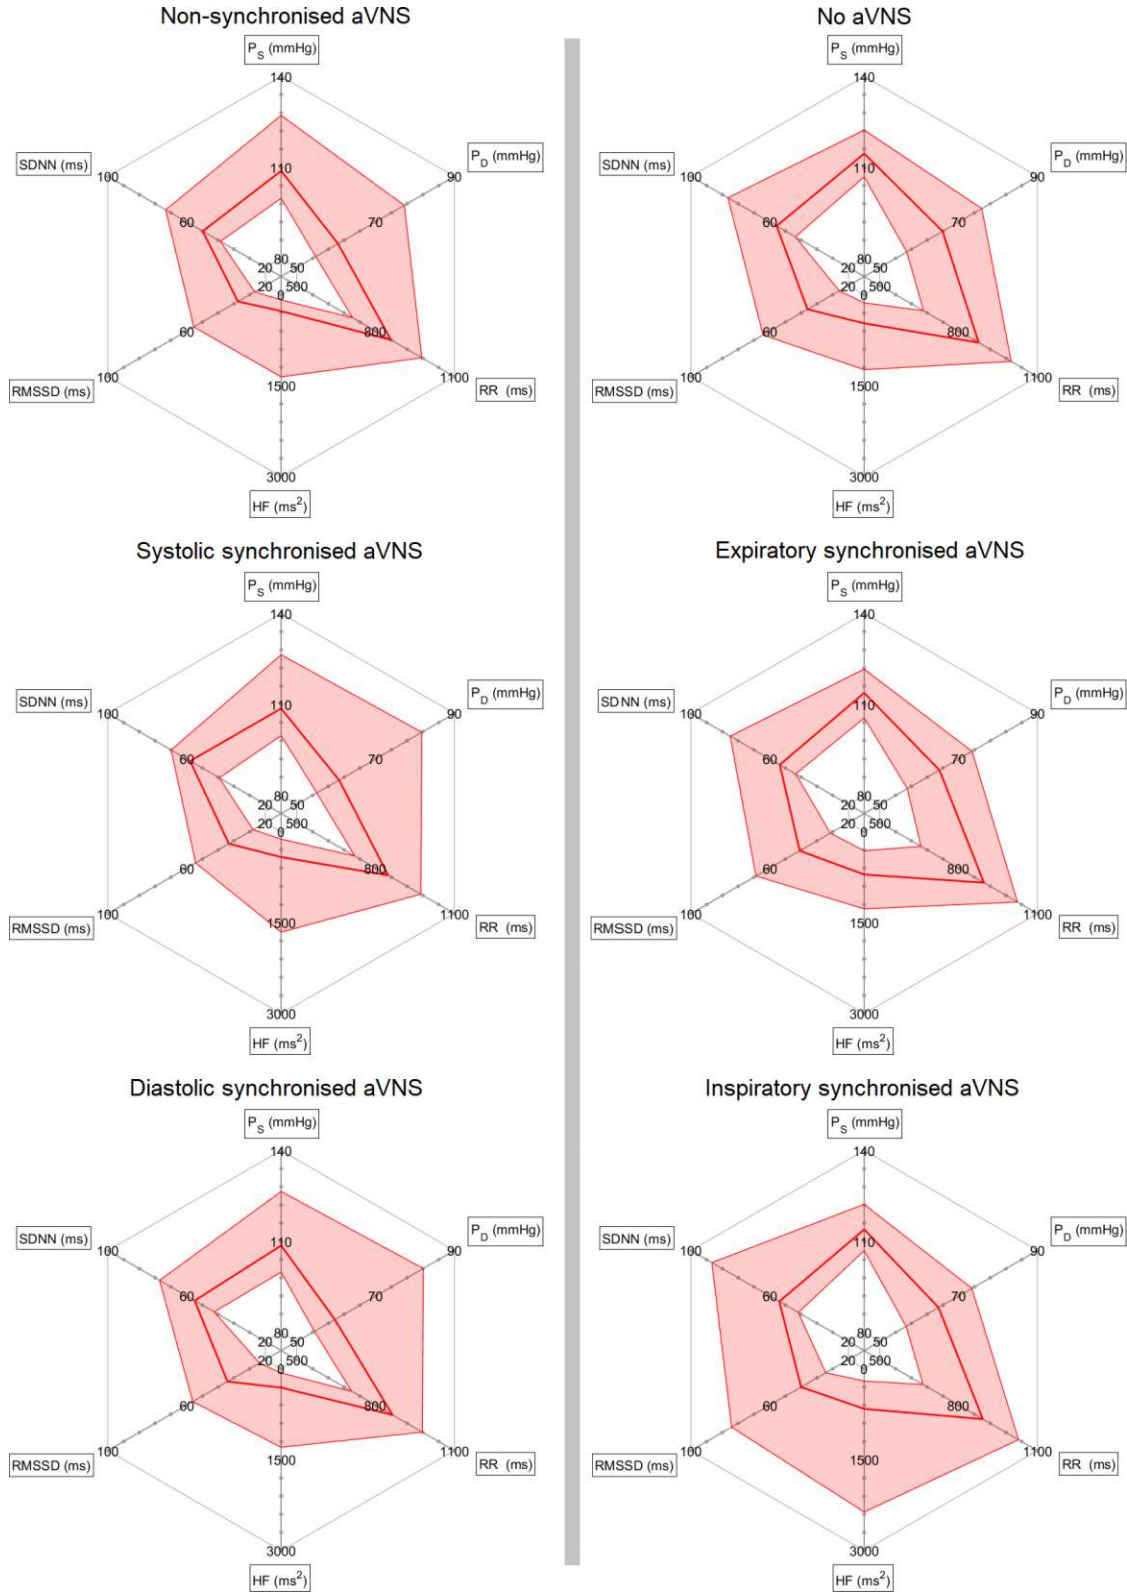 Non-synchronised aVNS
P_S (mmHg)
140
110
80
P_D (mmHg)
90
70
50
RR (ms)
1100
800
500
HF (ms²)
3000
1500
0
RMSSD (ms)
100
60
20
SDNN (ms)
100
60
20
No aVNS
P_S (mmHg)
140
110
80
P_D (mmHg)
90
70
50
RR (ms)
1100
800
500
HF (ms²)
3000
1500
0
RMSSD (ms)
100
60
20
SDNN (ms)
100
60
20
Systolic synchronised aVNS
P_S (mmHg)
140
110
80
P_D (mmHg)
90
70
50
RR (ms)
1100
800
500
HF (ms²)
3000
1500
0
RMSSD (ms)
100
60
20
SDNN (ms)
100
60
20
Expiratory synchronised aVNS
P_S (mmHg)
140
110
80
P_D (mmHg)
90
70
50
RR (ms)
1100
800
500
HF (ms²)
3000
1500
0
RMSSD (ms)
100
60
20
SDNN (ms)
100
60
20
Diastolic synchronised aVNS
P_S (mmHg)
140
110
80
P_D (mmHg)
90
70
50
RR (ms)
1100
800
500
HF (ms²)
3000
1500
0
RMSSD (ms)
100
60
20
SDNN (ms)
100
60
20
Inspiratory synchronised aVNS
P_S (mmHg)
140
110
80
P_D (mmHg)
90
70
50
RR (ms)
1100
800
500
HF (ms²)
3000
1500
0
RMSSD (ms)
100
60
20
SDNN (ms)
100
60
20